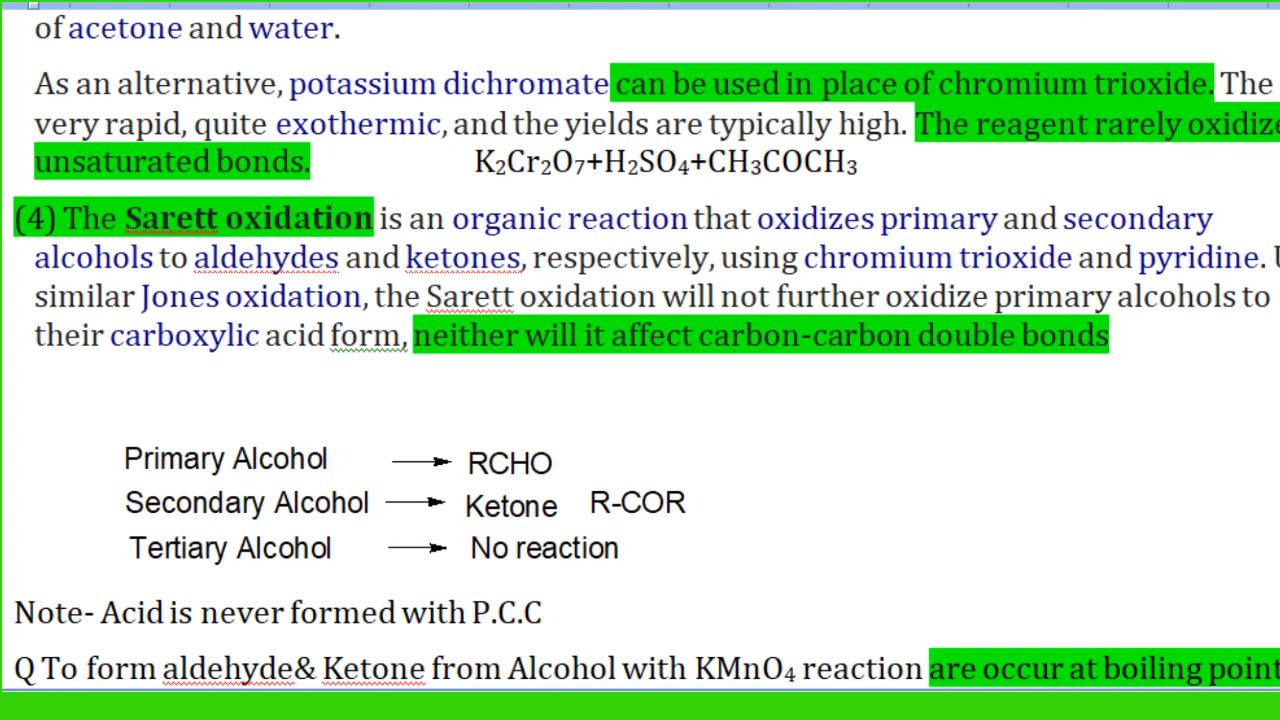 of acetone and water.
As an alternative, potassium dichromate can be used in place of chromium trioxide. The
very rapid, quite exothermic, and the yields are typically high. The reagent rarely oxidize
unsaturated bonds. K₂Cr₂O₇+H₂SO₄+CH₃COCH₃
(4) The Sarett oxidation is an organic reaction that oxidizes primary and secondary
alcohols to aldehydes and ketones, respectively, using chromium trioxide and pyridine. U
similar Jones oxidation, the Sarett oxidation will not further oxidize primary alcohols to
their carboxylic acid form, neither will it affect carbon-carbon double bonds
Primary Alcohol → RCHO
Secondary Alcohol → Ketone R-COR
Tertiary Alcohol → No reaction
Note- Acid is never formed with P.C.C
Q To form aldehyde& Ketone from Alcohol with KMnO₄ reaction are occur at boiling point